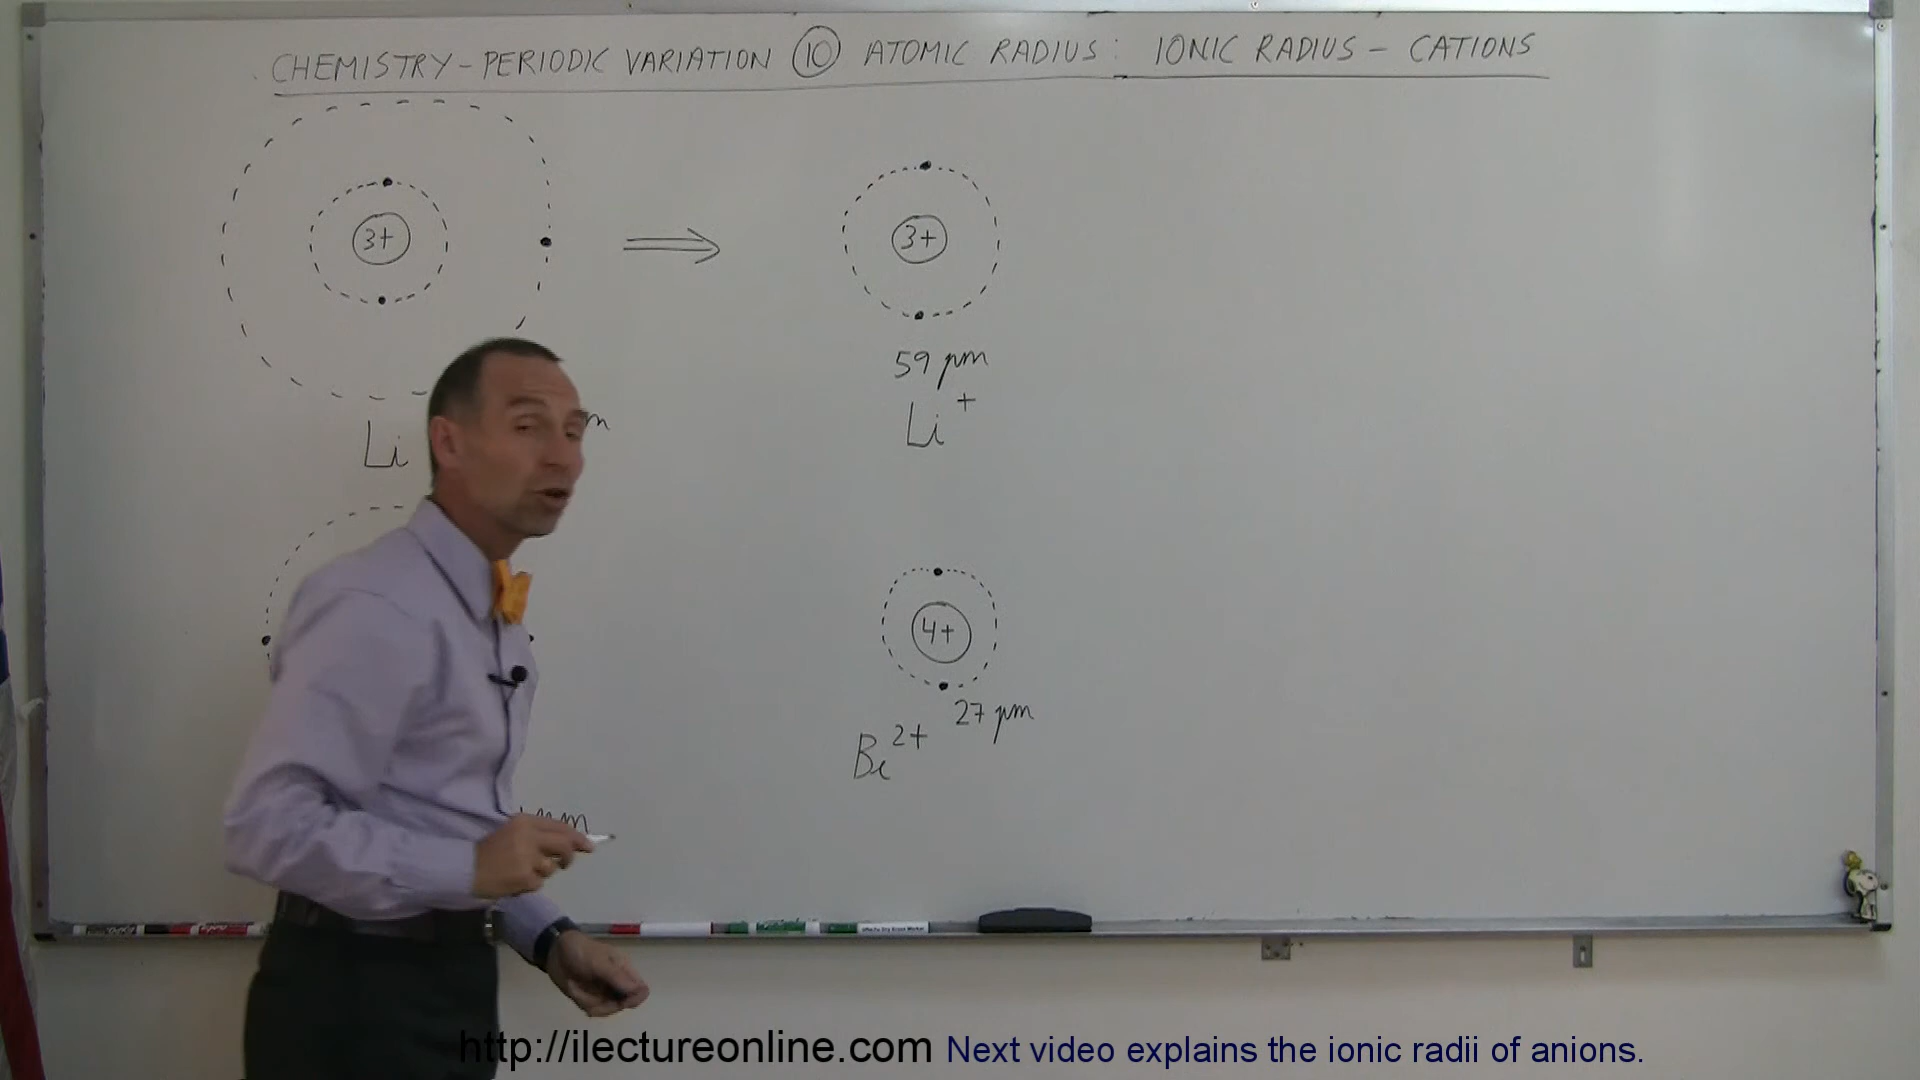 CHEMISTRY - PERIODIC VARIATION 10 ATOMIC RADIUS: IONIC RADIUS - CATIONS
3+
3+
59 pm
Li
Li+
4+
27 pm
Be2+
pm
http://ilectureonline.com Next video explains the ionic radii of anions.